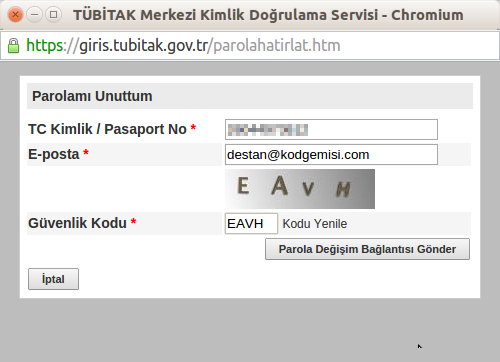 TÜBİTAK Merkezi Kimlik Doğrulama Servisi - Chromium
https://giris.tubitak.gov.tr/parolahatirlat.htm
Parolamı Unuttum
TC Kimlik / Pasaport No *
E-posta * destan@kodgemisi.com
E A V H
Güvenlik Kodu * EAVH Kodu Yenile
Parola Değişim Bağlantısı Gönder
İptal